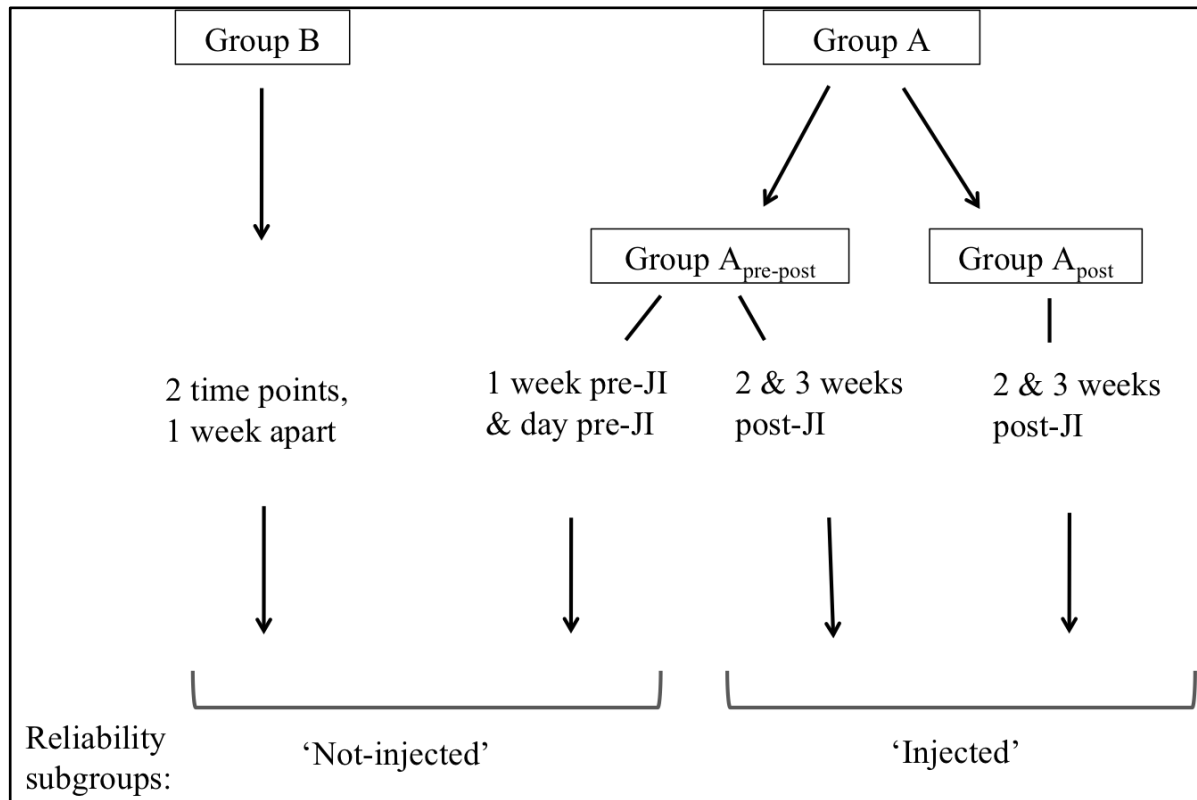 Group B
Group A
Group Apre-post
Group Apost
2 time points,
1 week apart
1 week pre-JI
& day pre-JI
2 & 3 weeks
post-JI
2 & 3 weeks
post-JI
Reliability
subgroups:
‘Not-injected’
‘Injected’